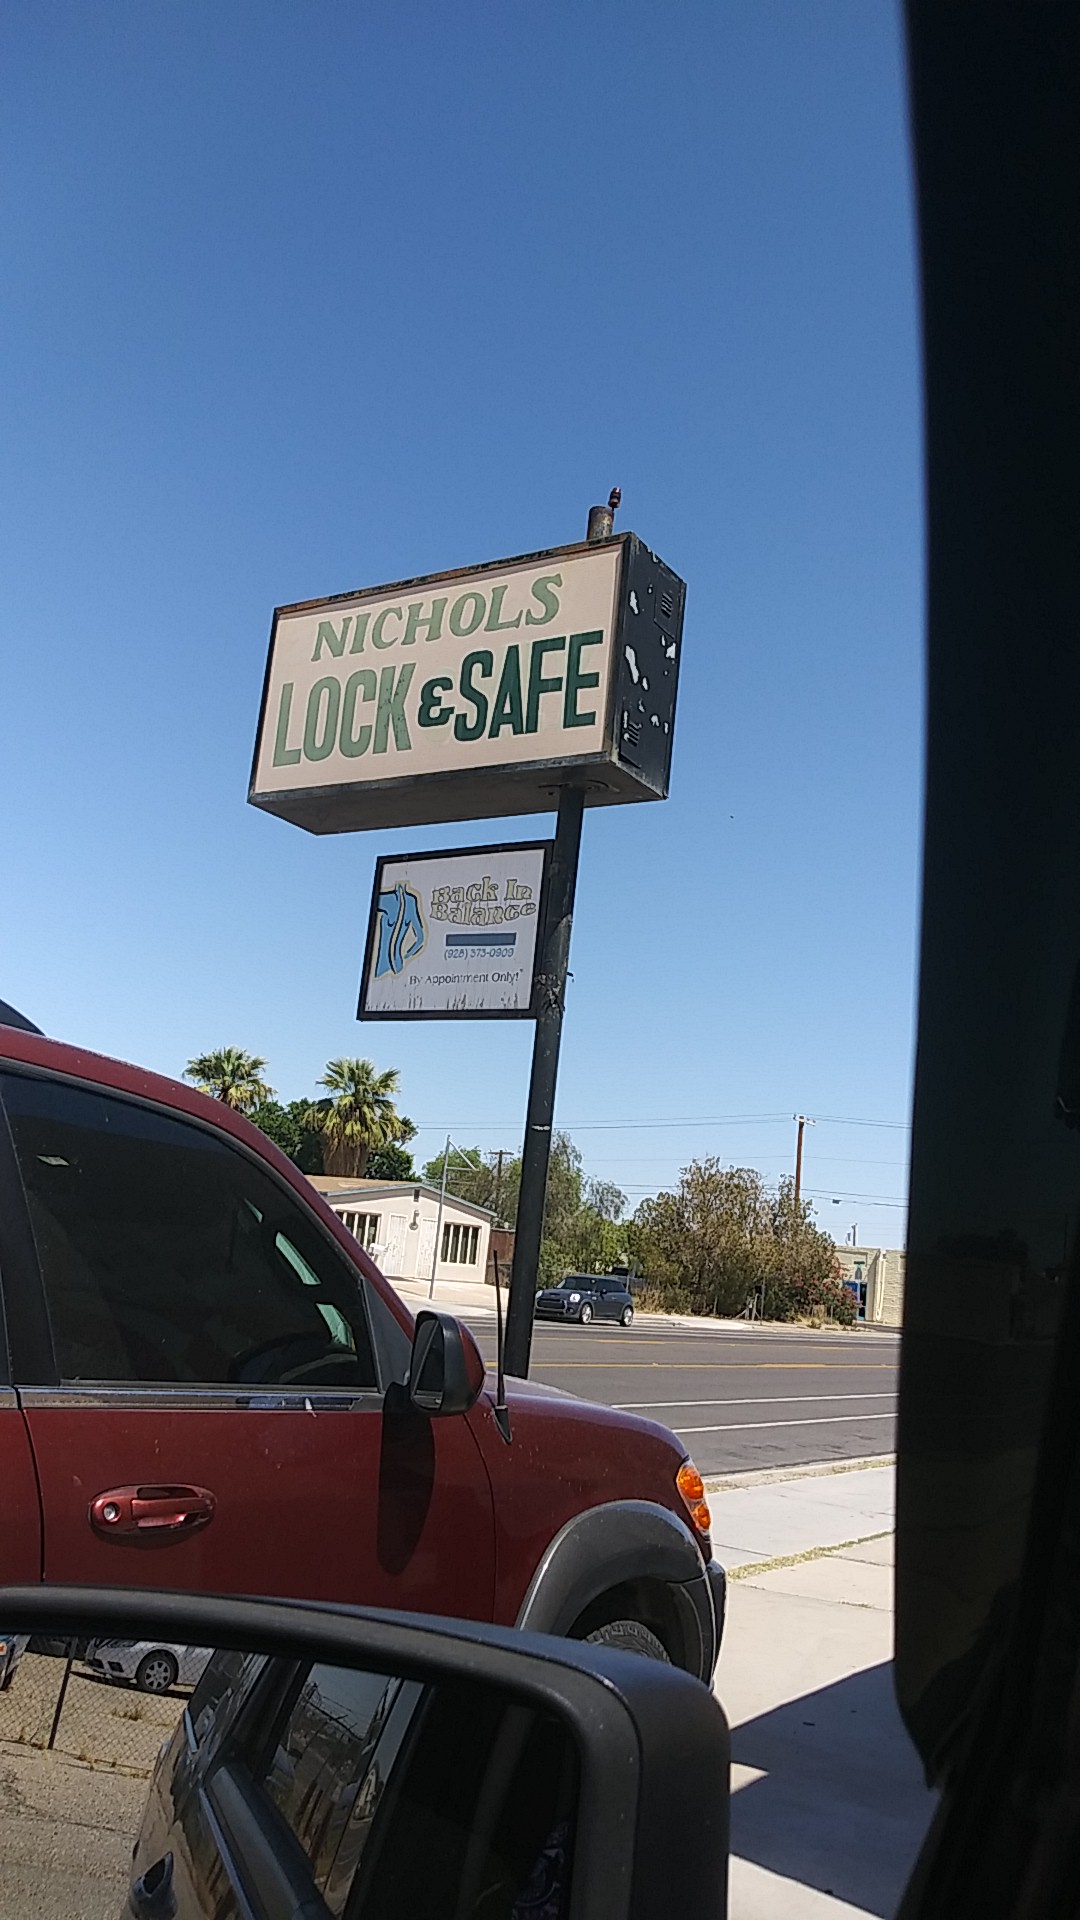 NICHOLS
LOCK & SAFE
Back In
Balance
(928) 373-0909
By Appointment Only!